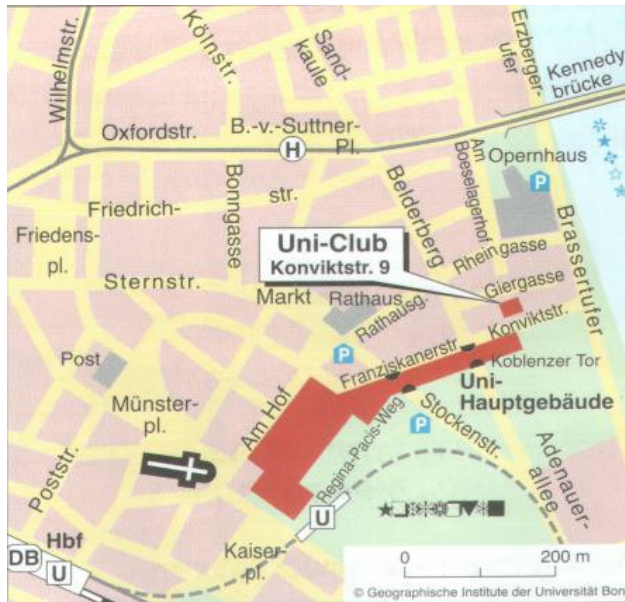 Wilhelmstr.
Kölnstr.
Sand-
kaule
Erzberger-
ufer
Kennedy-
brücke
Oxfordstr.
B.-v.-Suttner-
Pl.
H
Am
Boeselagerhof
Opernhaus
P
Friedrich-
str.
Bonngasse
Belderberg
Friedens-
pl.
Uni-Club
Konviktstr. 9
Rheingasse
Brassertufer
Sternstr.
Markt
Rathaus
Rathausg.
Giergasse
Konviktstr.
Post
P
Franziskanerstr.
Koblenzer Tor
Münster-
pl.
Am Hof
Uni-
Hauptgebäude
Regina-Pacis-Weg
P
Stockenstr.
Adenauer-
allee
Poststr.
U
Hbf
DB
U
Kaiser-
pl.
0 200 m
© Geographische Institute der Universität Bon